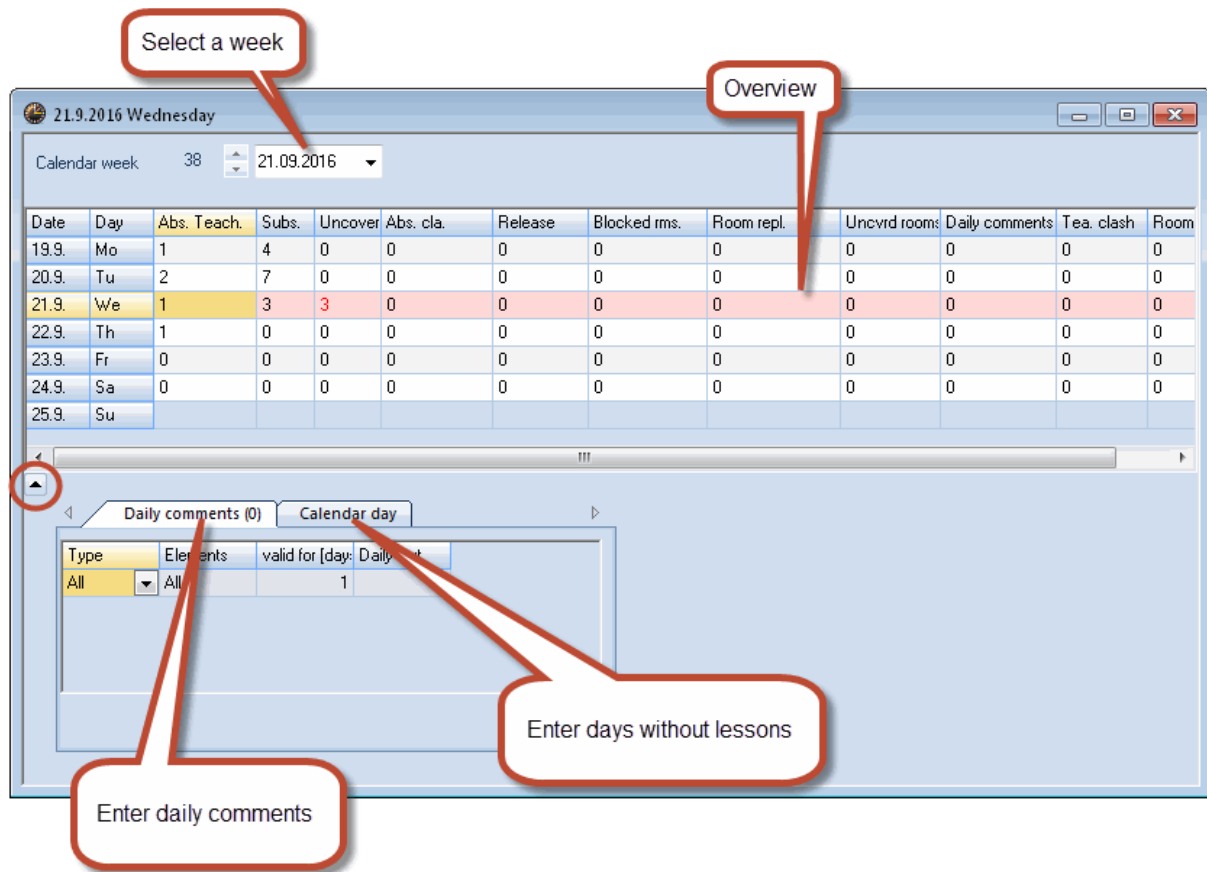 Select a week
Overview
21.9.2016 Wednesday
Calendar week 38 21.09.2016
Date Day Abs. Teach. Subs. Uncover Abs. cla. Release Blocked rms. Room repl. Uncvrd rooms Daily comments Tea. clash Room
19.9. Mo 1 4 0 0 0 0 0 0 0 0 0
20.9. Tu 2 7 0 0 0 0 0 0 0 0 0
21.9. We 1 3 3 0 0 0 0 0 0 0 0
22.9. Th 1 0 0 0 0 0 0 0 0 0 0
23.9. Fr 0 0 0 0 0 0 0 0 0 0 0
24.9. Sa 0 0 0 0 0 0 0 0 0 0 0
25.9. Su
Daily comments (0) Calendar day
Type Elements valid for [day: Daily
All All 1
Enter days without lessons
Enter daily comments